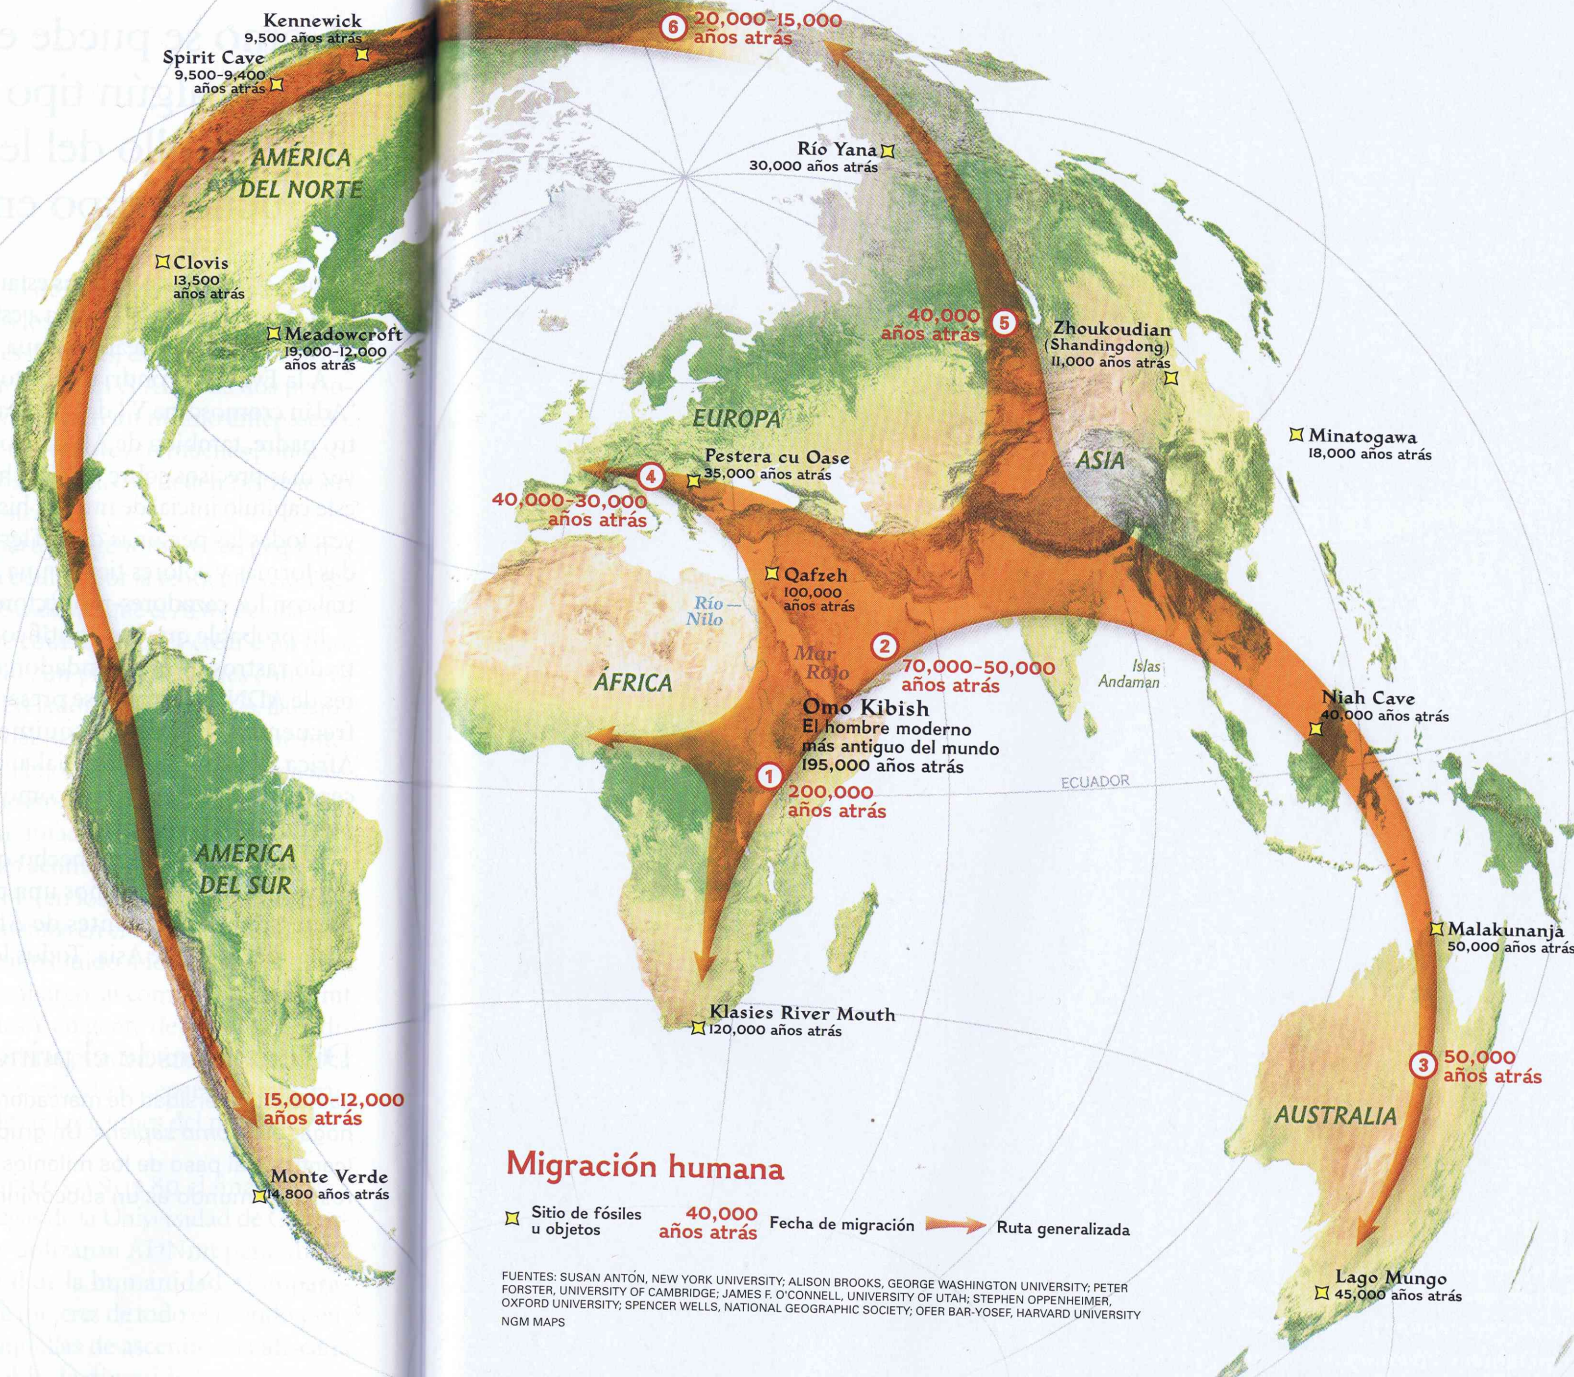 Kennewick
9,500 años atrás
Spirit Cave
9,500-9,400
años atrás
6
20,000-15,000
años atrás
AMÉRICA
DEL NORTE
Río Yana
30,000 años atrás
Clovis
13,500
años atrás
Meadowcroft
19,000-12,000
años atrás
40,000
años atrás
5
Zhoukoudian
(Shandingdong)
11,000 años atrás
EUROPA
Minatogawa
18,000 años atrás
Pestera cu Oase
35,000 años atrás
ASIA
4
40,000-30,000
años atrás
Qafzeh
100,000
años atrás
Río
Nilo
Mar
Rojo
2
70,000-50,000
años atrás
Islas
Andaman
ÁFRICA
Omo Kibish
El hombre moderno
más antiguo del mundo
195,000 años atrás
Niah Cave
40,000 años atrás
1
200,000
años atrás
ECUADOR
AMÉRICA
DEL SUR
Malakunanja
50,000 años atrás
Klasies River Mouth
120,000 años atrás
3
50,000
años atrás
15,000-12,000
años atrás
AUSTRALIA
Monte Verde
14,800 años atrás
Lago Mungo
45,000 años atrás
Migración humana
Sitio de fósiles
u objetos
40,000
años atrás
Fecha de migración
Ruta generalizada
FUENTES: SUSAN ANTÓN, NEW YORK UNIVERSITY; ALISON BROOKS, GEORGE WASHINGTON UNIVERSITY; PETER
FORSTER, UNIVERSITY OF CAMBRIDGE; JAMES F. O'CONNELL, UNIVERSITY OF UTAH; STEPHEN OPPENHEIMER,
OXFORD UNIVERSITY; SPENCER WELLS, NATIONAL GEOGRAPHIC SOCIETY; OFER BAR-YOSEF, HARVARD UNIVERSITY
NGM MAPS